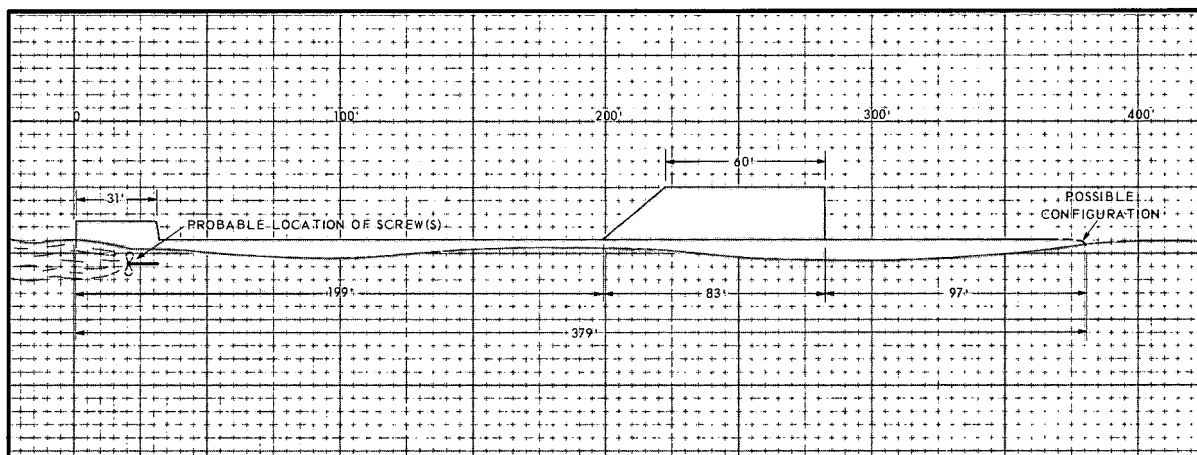 0 100' 200' 300' 400'
60'
31'
POSSIBLE
CONFIGURATION
PROBABLE LOCATION OF SCREW(S)
199' 83' 97'
379'